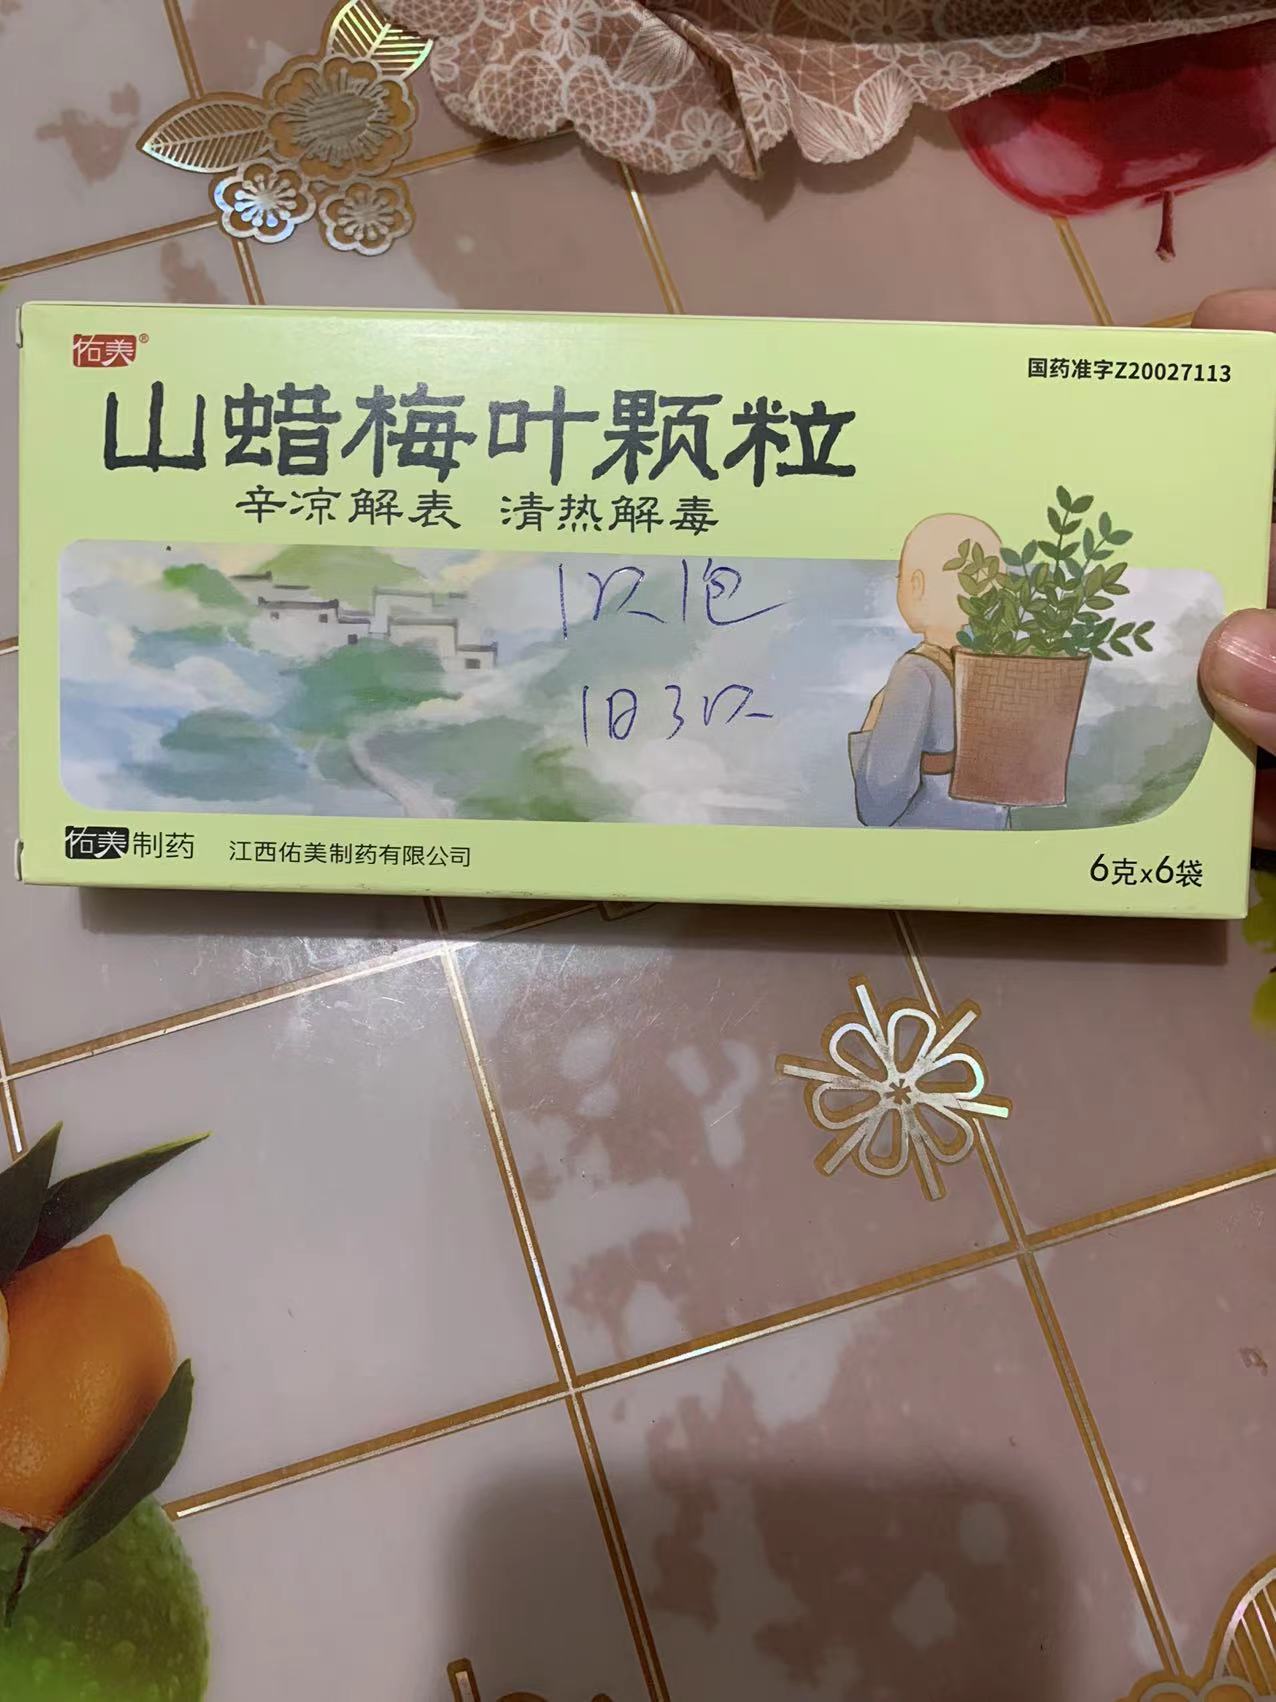 佑美®
国药准字Z20027113
山蜡梅叶颗粒
辛凉解表 清热解毒
1次1包
1日3次
佑美制药 江西佑美制药有限公司
6克x6袋